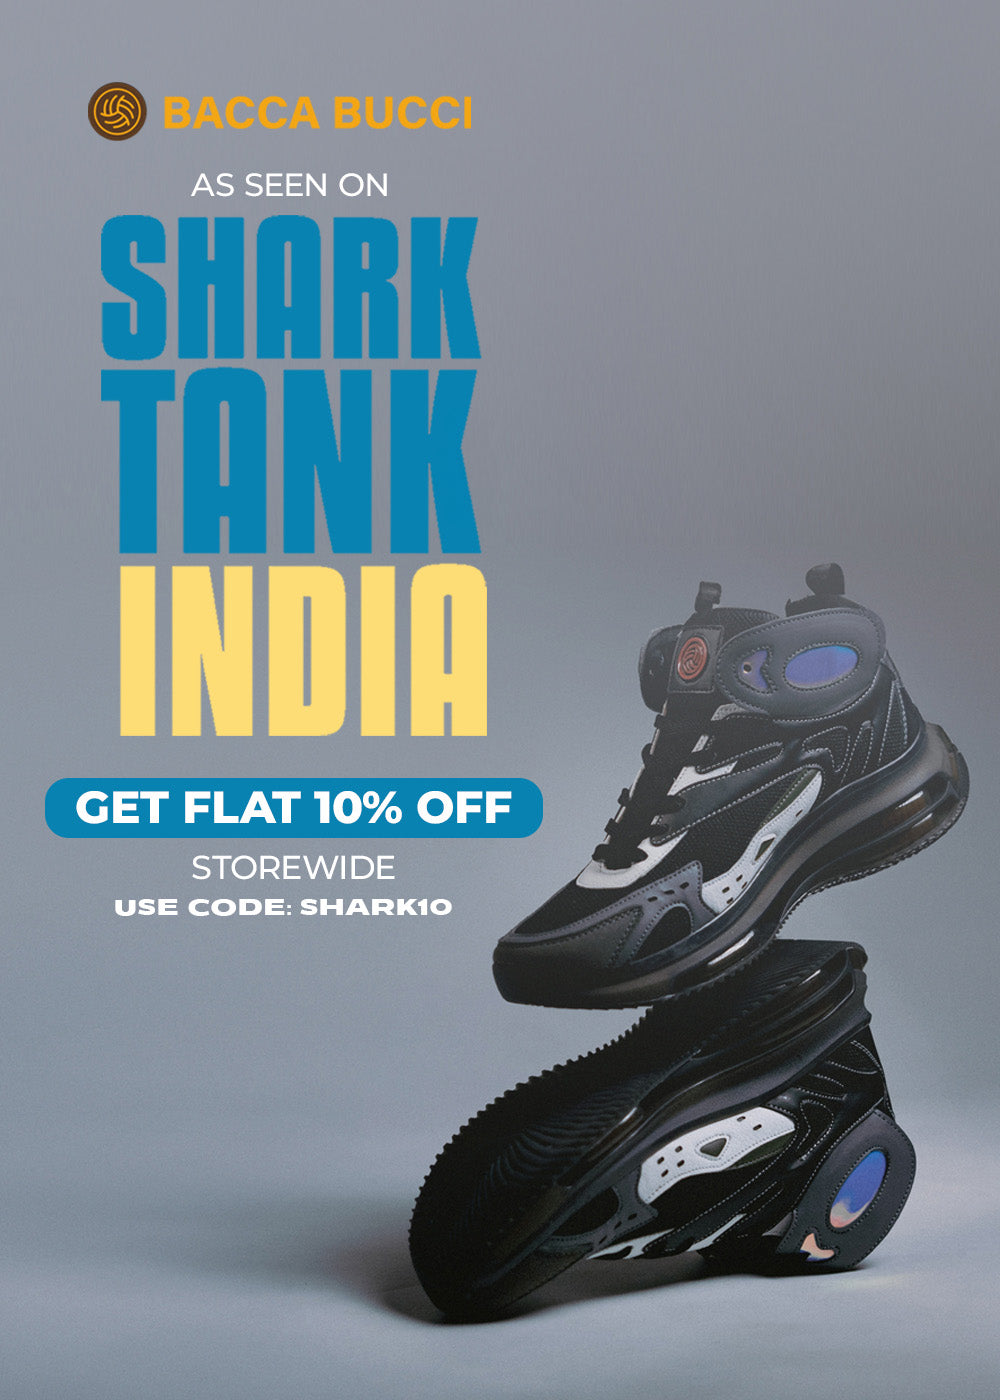 BACCA BUCCI
AS SEEN ON
SHARK
TANK
INDIA
GET FLAT 10% OFF
STOREWIDE
USE CODE: SHARK10